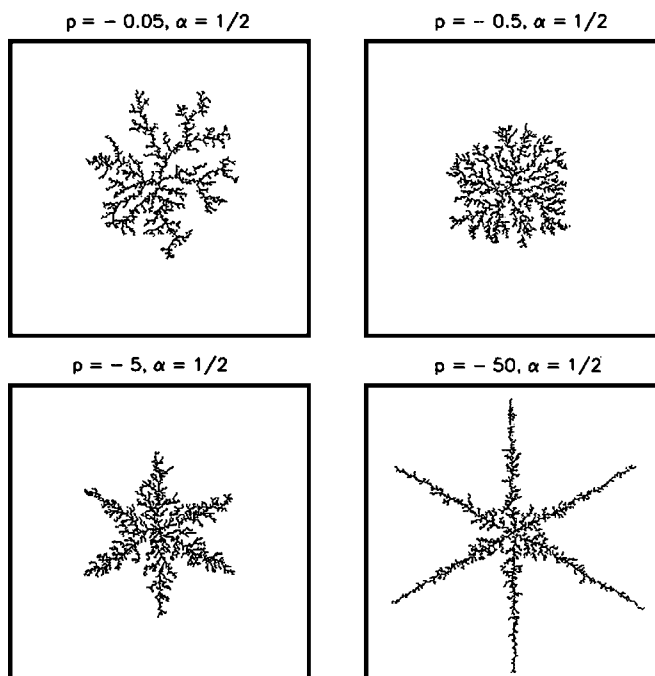 p = - 0.05, α = 1/2
p = - 0.5, α = 1/2
p = - 5, α = 1/2
p = - 50, α = 1/2